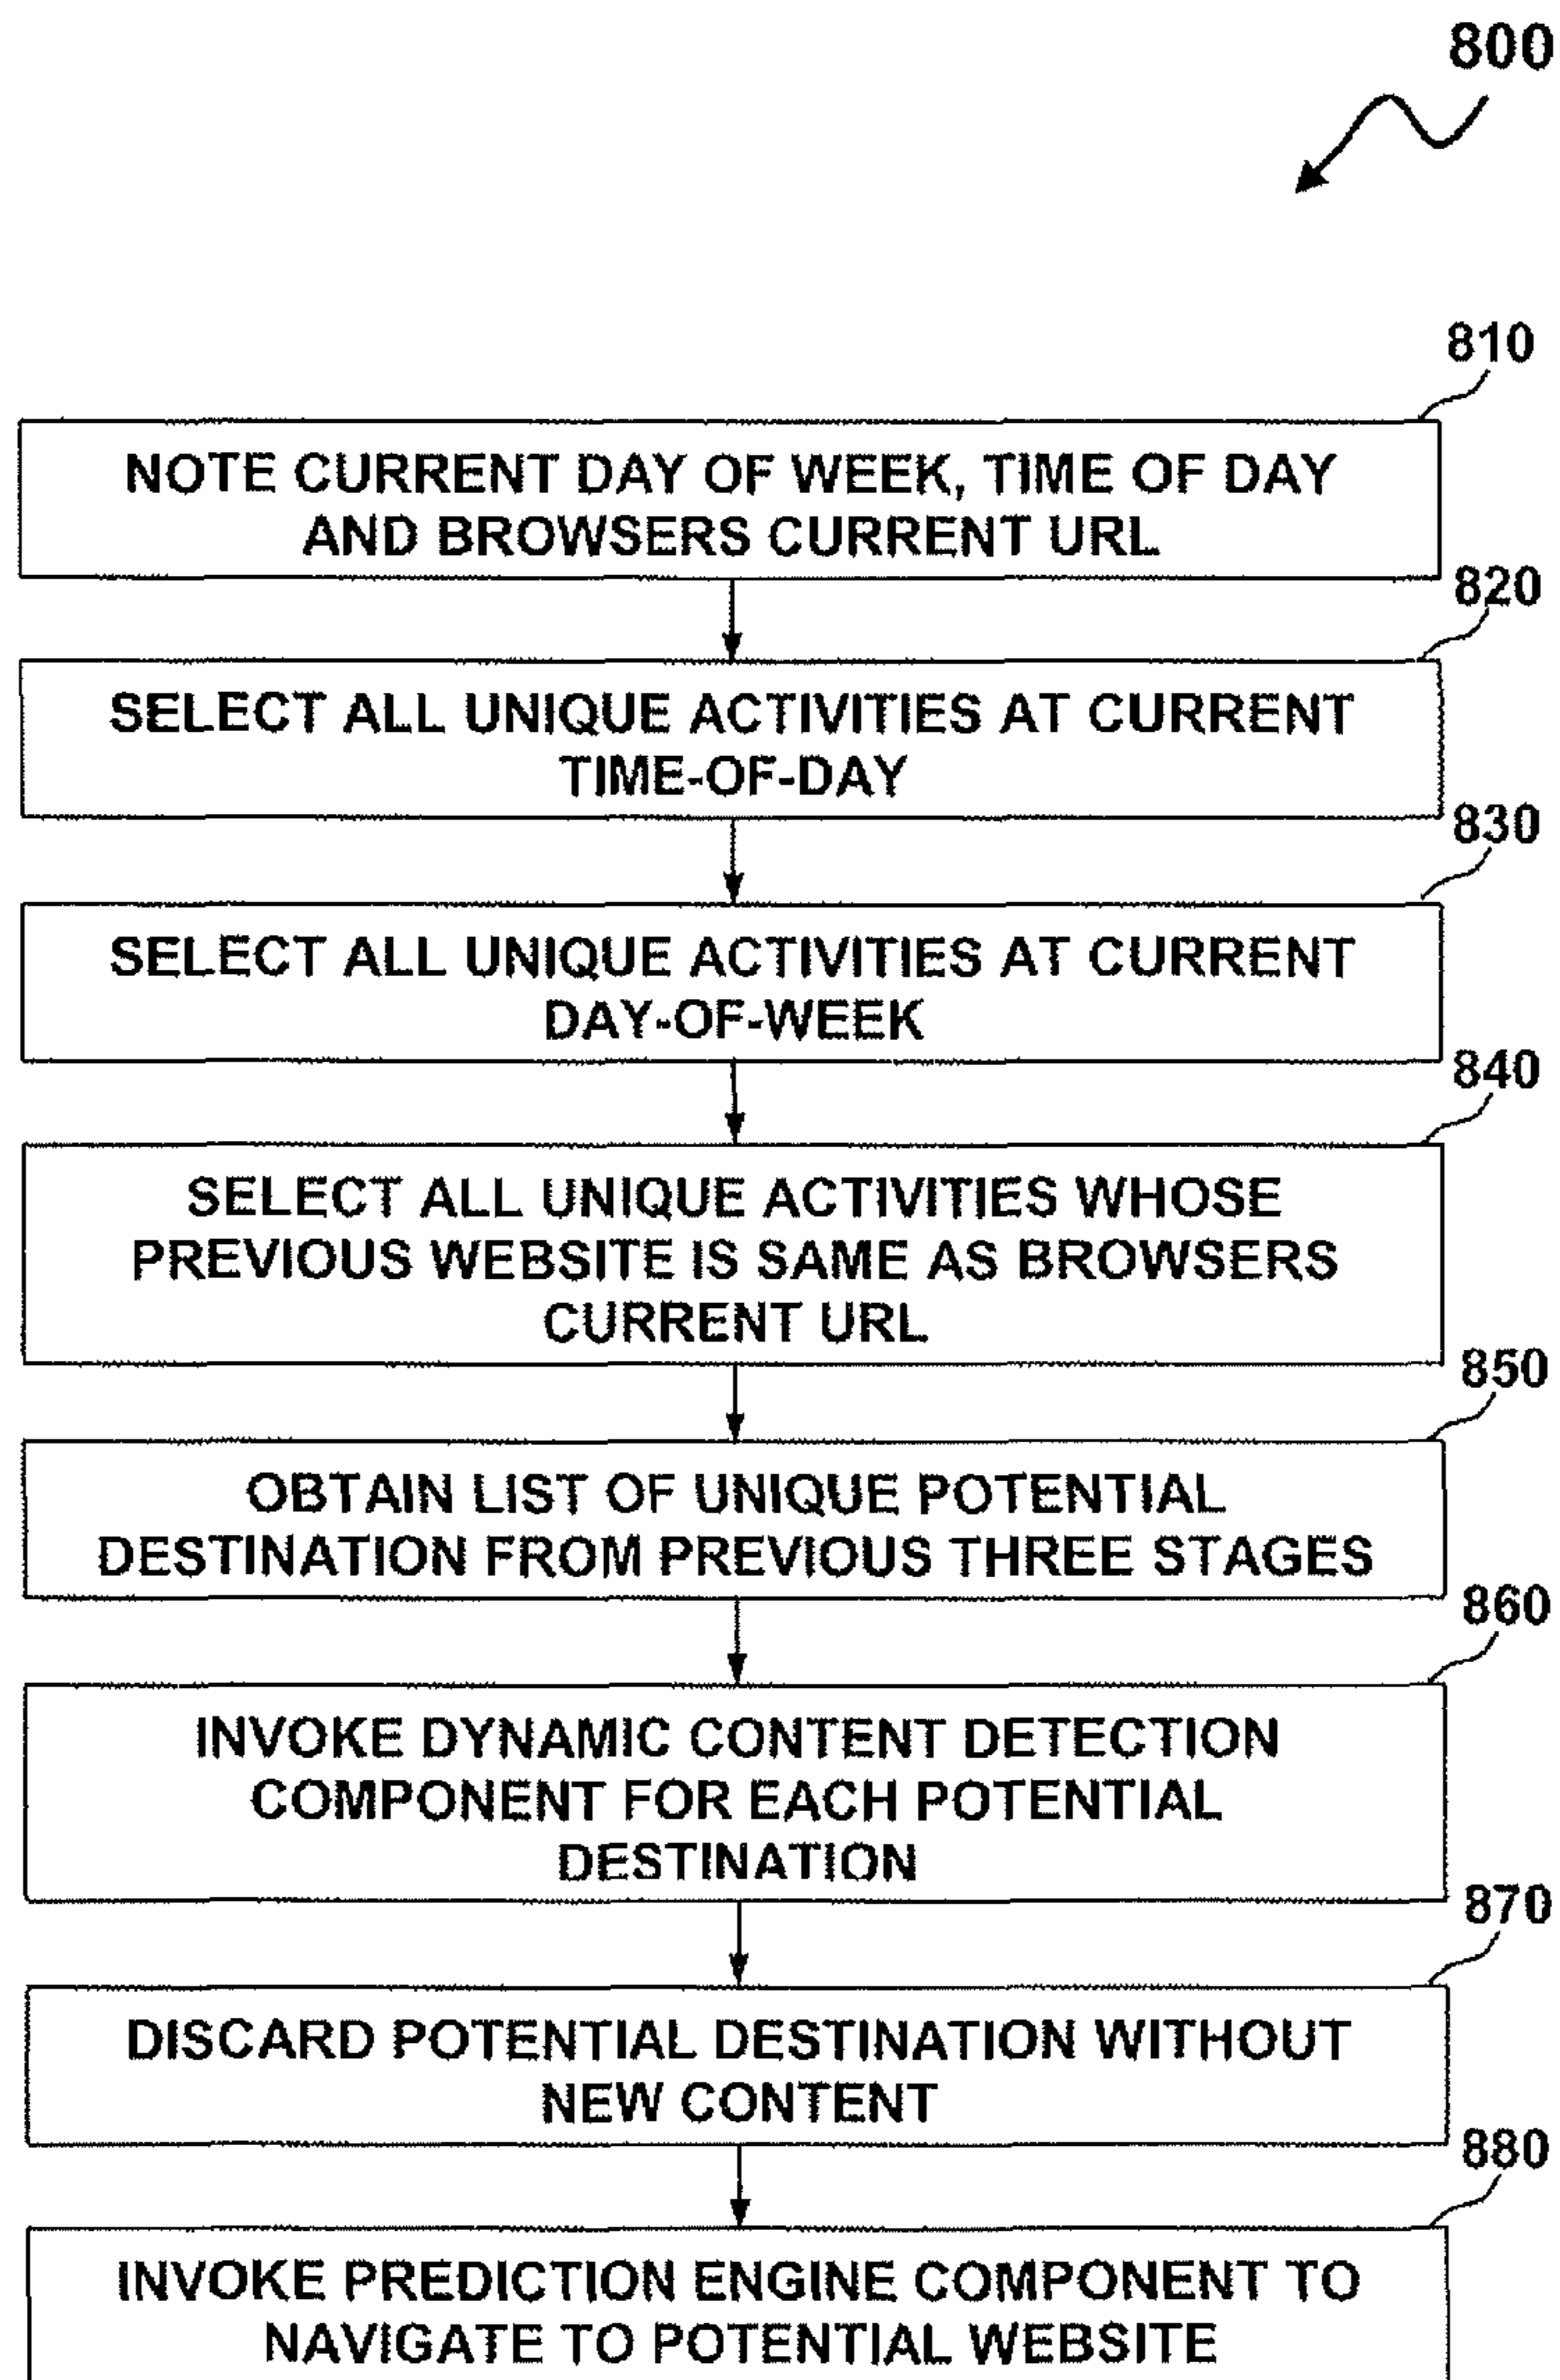 800
810
NOTE CURRENT DAY OF WEEK, TIME OF DAY
AND BROWSERS CURRENT URL
820
SELECT ALL UNIQUE ACTIVITIES AT CURRENT
TIME-OF-DAY
830
SELECT ALL UNIQUE ACTIVITIES AT CURRENT
DAY-OF-WEEK
840
SELECT ALL UNIQUE ACTIVITIES WHOSE
PREVIOUS WEBSITE IS SAME AS BROWSERS
CURRENT URL
850
OBTAIN LIST OF UNIQUE POTENTIAL
DESTINATION FROM PREVIOUS THREE STAGES
860
INVOKE DYNAMIC CONTENT DETECTION
COMPONENT FOR EACH POTENTIAL
DESTINATION
870
DISCARD POTENTIAL DESTINATION WITHOUT
NEW CONTENT
880
INVOKE PREDICTION ENGINE COMPONENT TO
NAVIGATE TO POTENTIAL WEBSITE